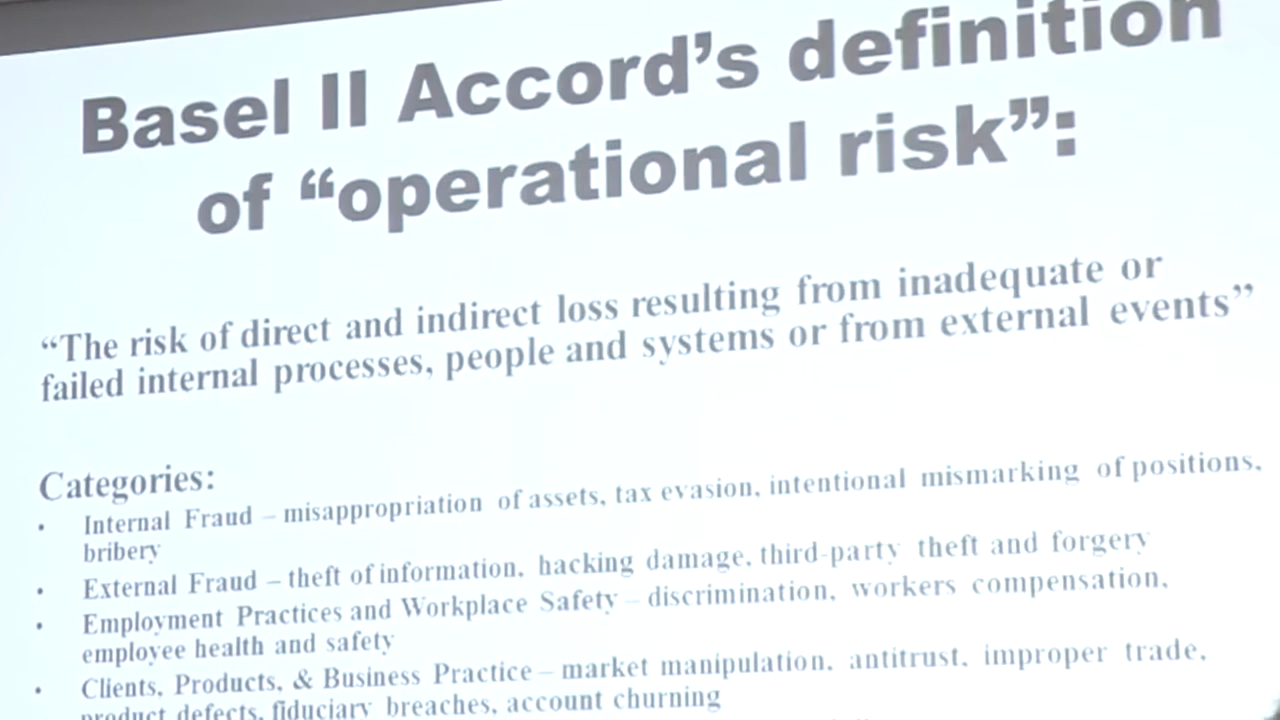 Basel II Accord's definition
of “operational risk”:
“The risk of direct and indirect loss resulting from inadequate or
failed internal processes, people and systems or from external events”
Categories:
• Internal Fraud – misappropriation of assets, tax evasion, intentional mismarking of positions,
bribery
• External Fraud – theft of information, hacking damage, third-party theft and forgery
• Employment Practices and Workplace Safety – discrimination, workers compensation,
employee health and safety
• Clients, Products, & Business Practice – market manipulation, antitrust, improper trade,
product defects, fiduciary breaches, account churning